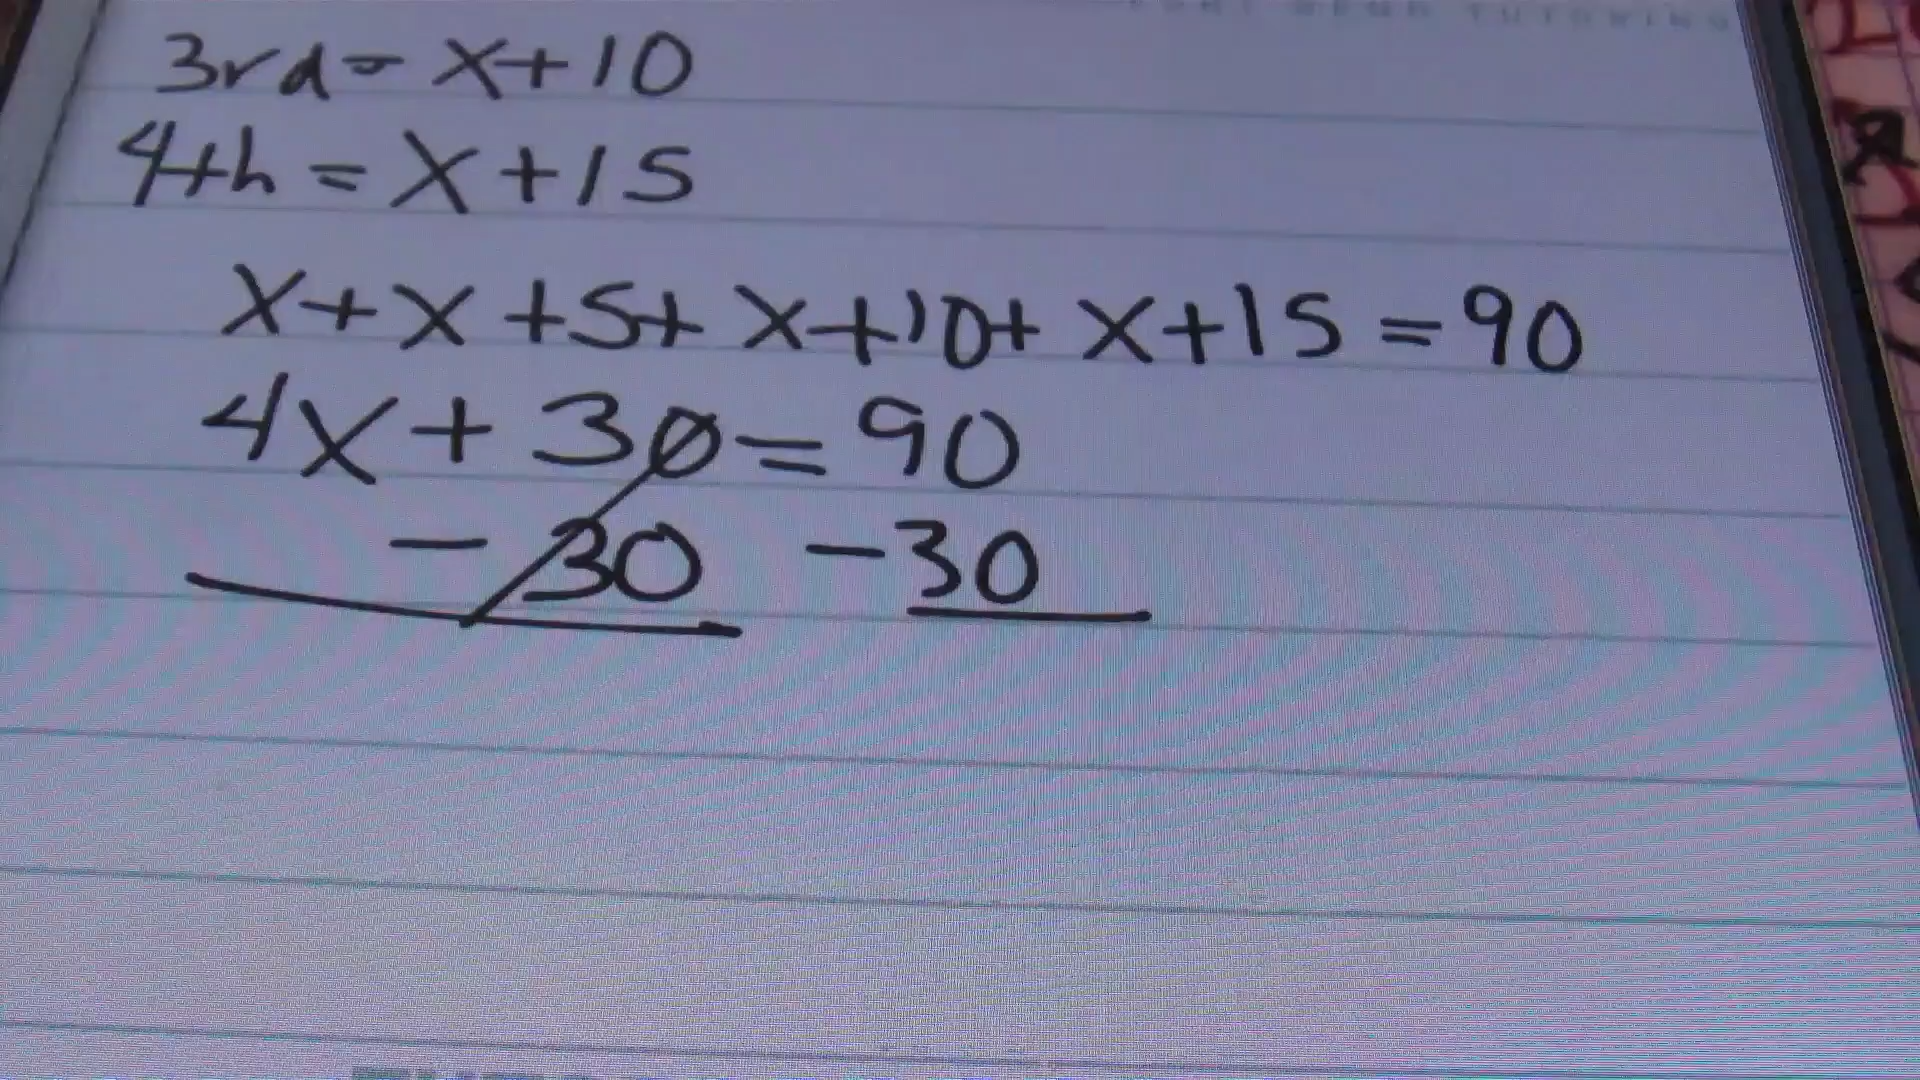 3rd = x+10
4th = x+15
x+x+5+x+10+x+15=90
4x+30=90
-30 -30